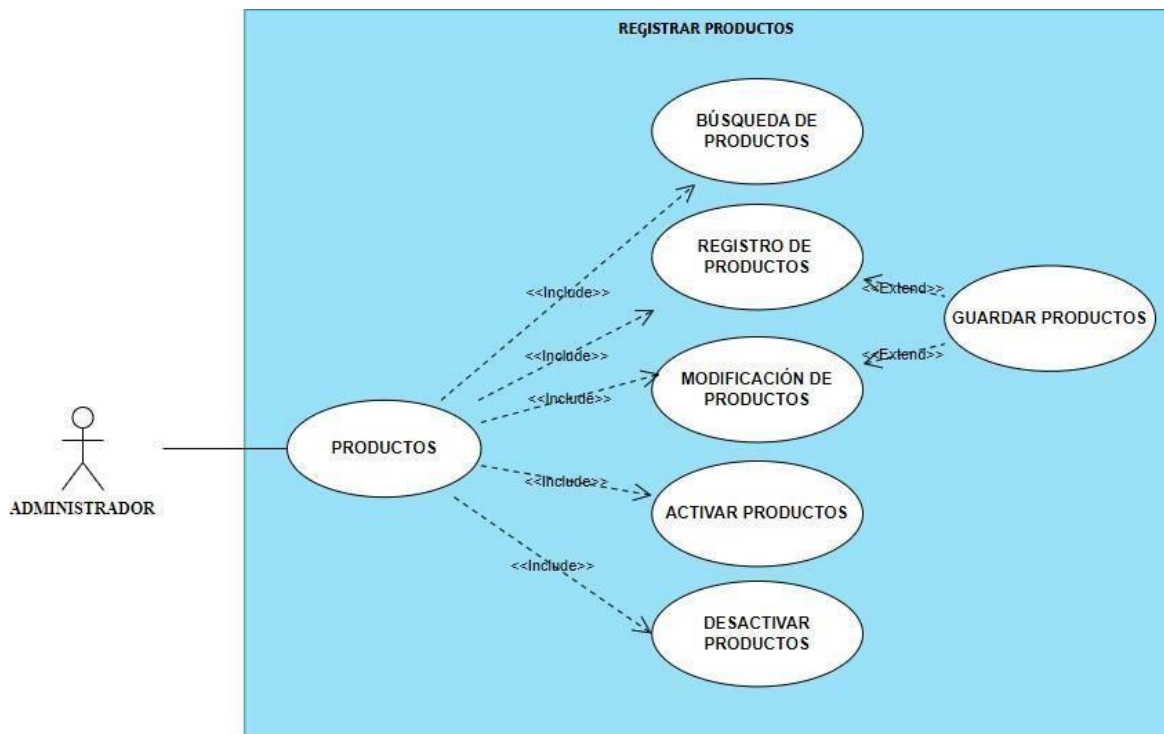 REGISTRAR PRODUCTOS
BÚSQUEDA DE
PRODUCTOS
REGISTRO DE
PRODUCTOS
<<Include>>
<<Extend>>
GUARDAR PRODUCTOS
<<Include>>
<<Extend>>
MODIFICACIÓN DE
PRODUCTOS
<<Include>>
PRODUCTOS
ADMINISTRADOR
<<Include>>
ACTIVAR PRODUCTOS
<<Include>>
DESACTIVAR
PRODUCTOS